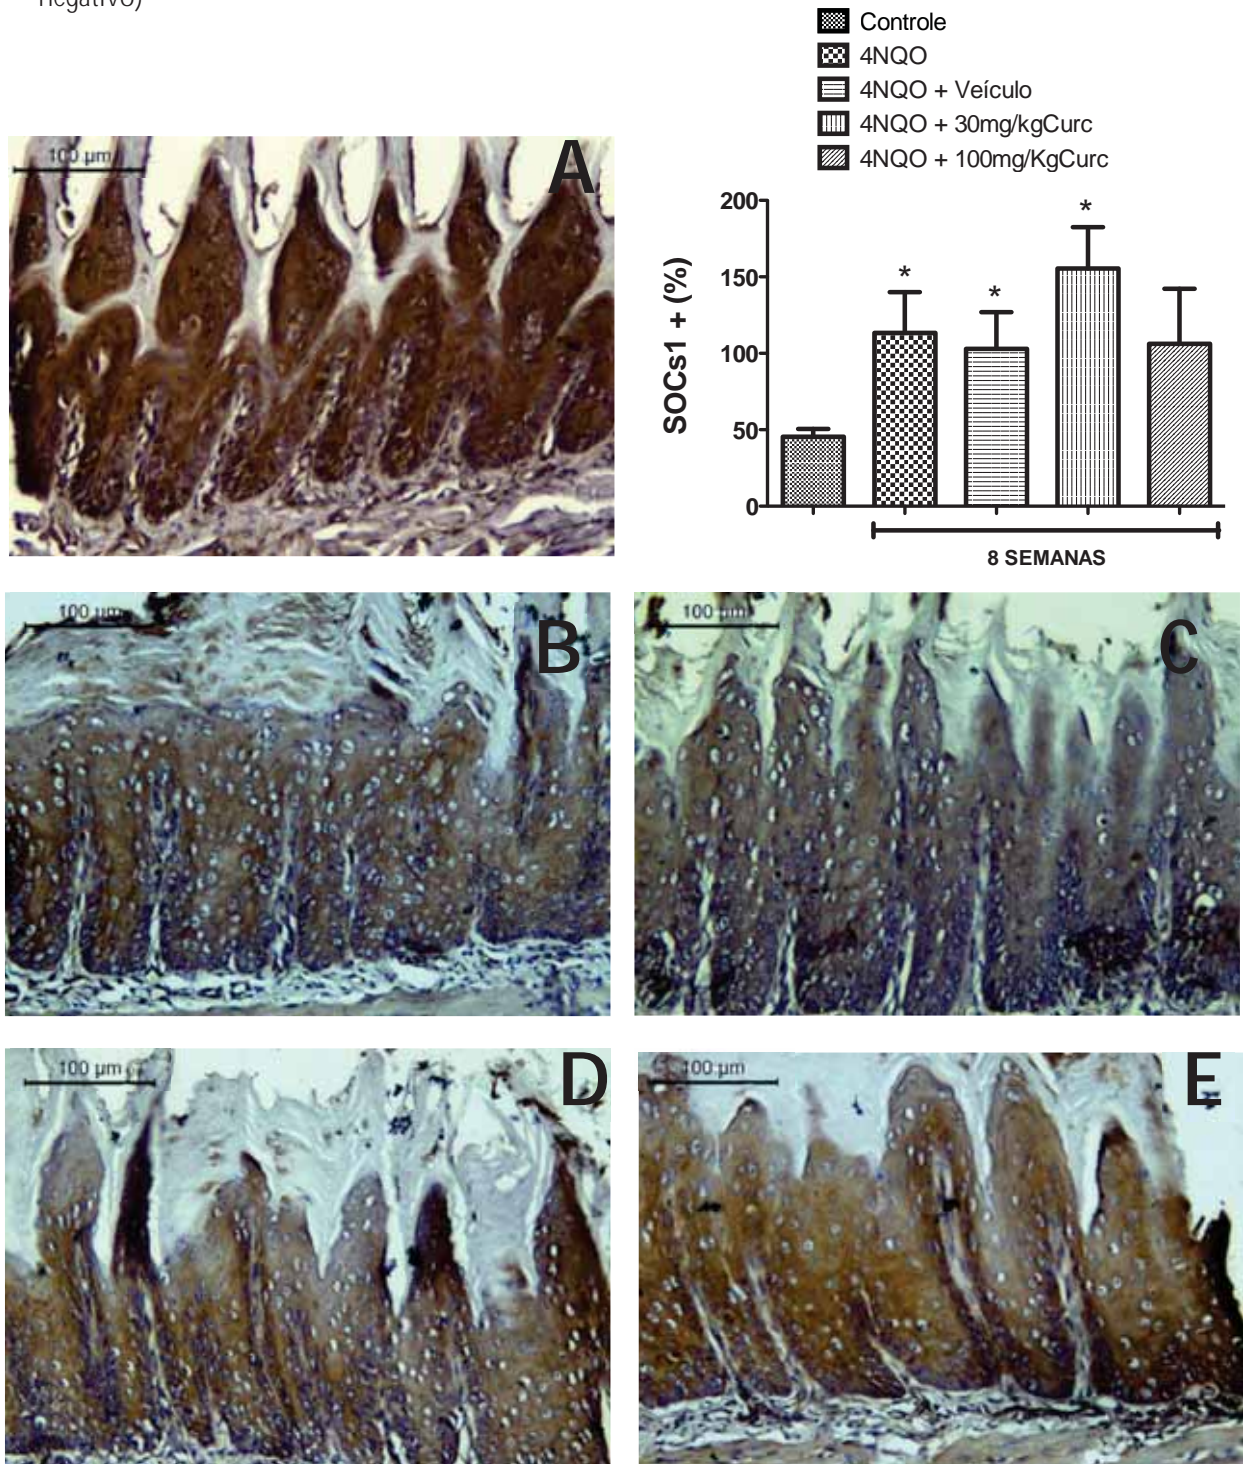 negativo)
Controle
4NQO
4NQO + Veículo
4NQO + 30mg/kgCurc
4NQO + 100mg/KgCurc
100 µm
A
SOCs1 + (%)
200
150
100
50
0
*
*
*
8 SEMANAS
100 µm
B
100 µm
C
100 µm
D
100 µm
E